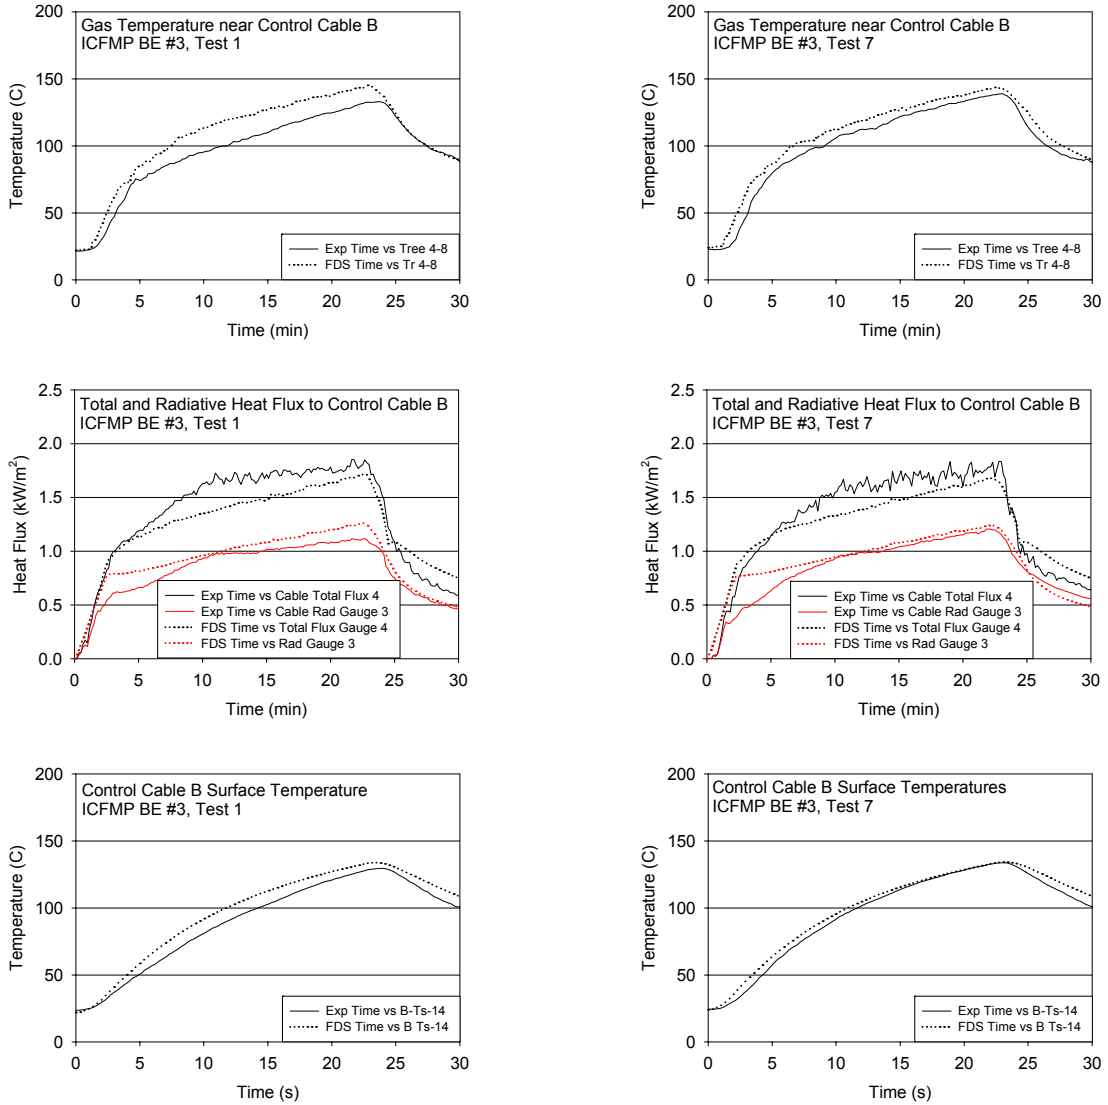 Gas Temperature near Control Cable B
ICFMP BE #3, Test 1
Temperature (C)
200
150
100
50
0
Exp Time vs Tree 4-8
FDS Time vs Tr 4-8
0 5 10 15 20 25 30
Time (min)
Gas Temperature near Control Cable B
ICFMP BE #3, Test 7
Temperature (C)
200
150
100
50
0
Exp Time vs Tree 4-8
FDS Time vs Tr 4-8
0 5 10 15 20 25 30
Time (min)
Total and Radiative Heat Flux to Control Cable B
ICFMP BE #3, Test 1
Heat Flux (kW/m²)
2.5
2.0
1.5
1.0
0.5
0.0
Exp Time vs Cable Total Flux 4
Exp Time vs Cable Rad Gauge 3
FDS Time vs Total Flux Gauge 4
FDS Time vs Rad Gauge 3
0 5 10 15 20 25 30
Time (min)
Total and Radiative Heat Flux to Control Cable B
ICFMP BE #3, Test 7
Heat Flux (kW/m²)
2.5
2.0
1.5
1.0
0.5
0.0
Exp Time vs Cable Total Flux 4
Exp Time vs Cable Rad Gauge 3
FDS Time vs Total Flux Gauge 4
FDS Time vs Rad Gauge 3
0 5 10 15 20 25 30
Time (min)
Control Cable B Surface Temperature
ICFMP BE #3, Test 1
Temperature (C)
200
150
100
50
0
Exp Time vs B-Ts-14
FDS Time vs B Ts-14
0 5 10 15 20 25 30
Time (s)
Control Cable B Surface Temperatures
ICFMP BE #3, Test 7
Temperature (C)
200
150
100
50
0
Exp Time vs B-Ts-14
FDS Time vs B Ts-14
0 5 10 15 20 25 30
Time (s)